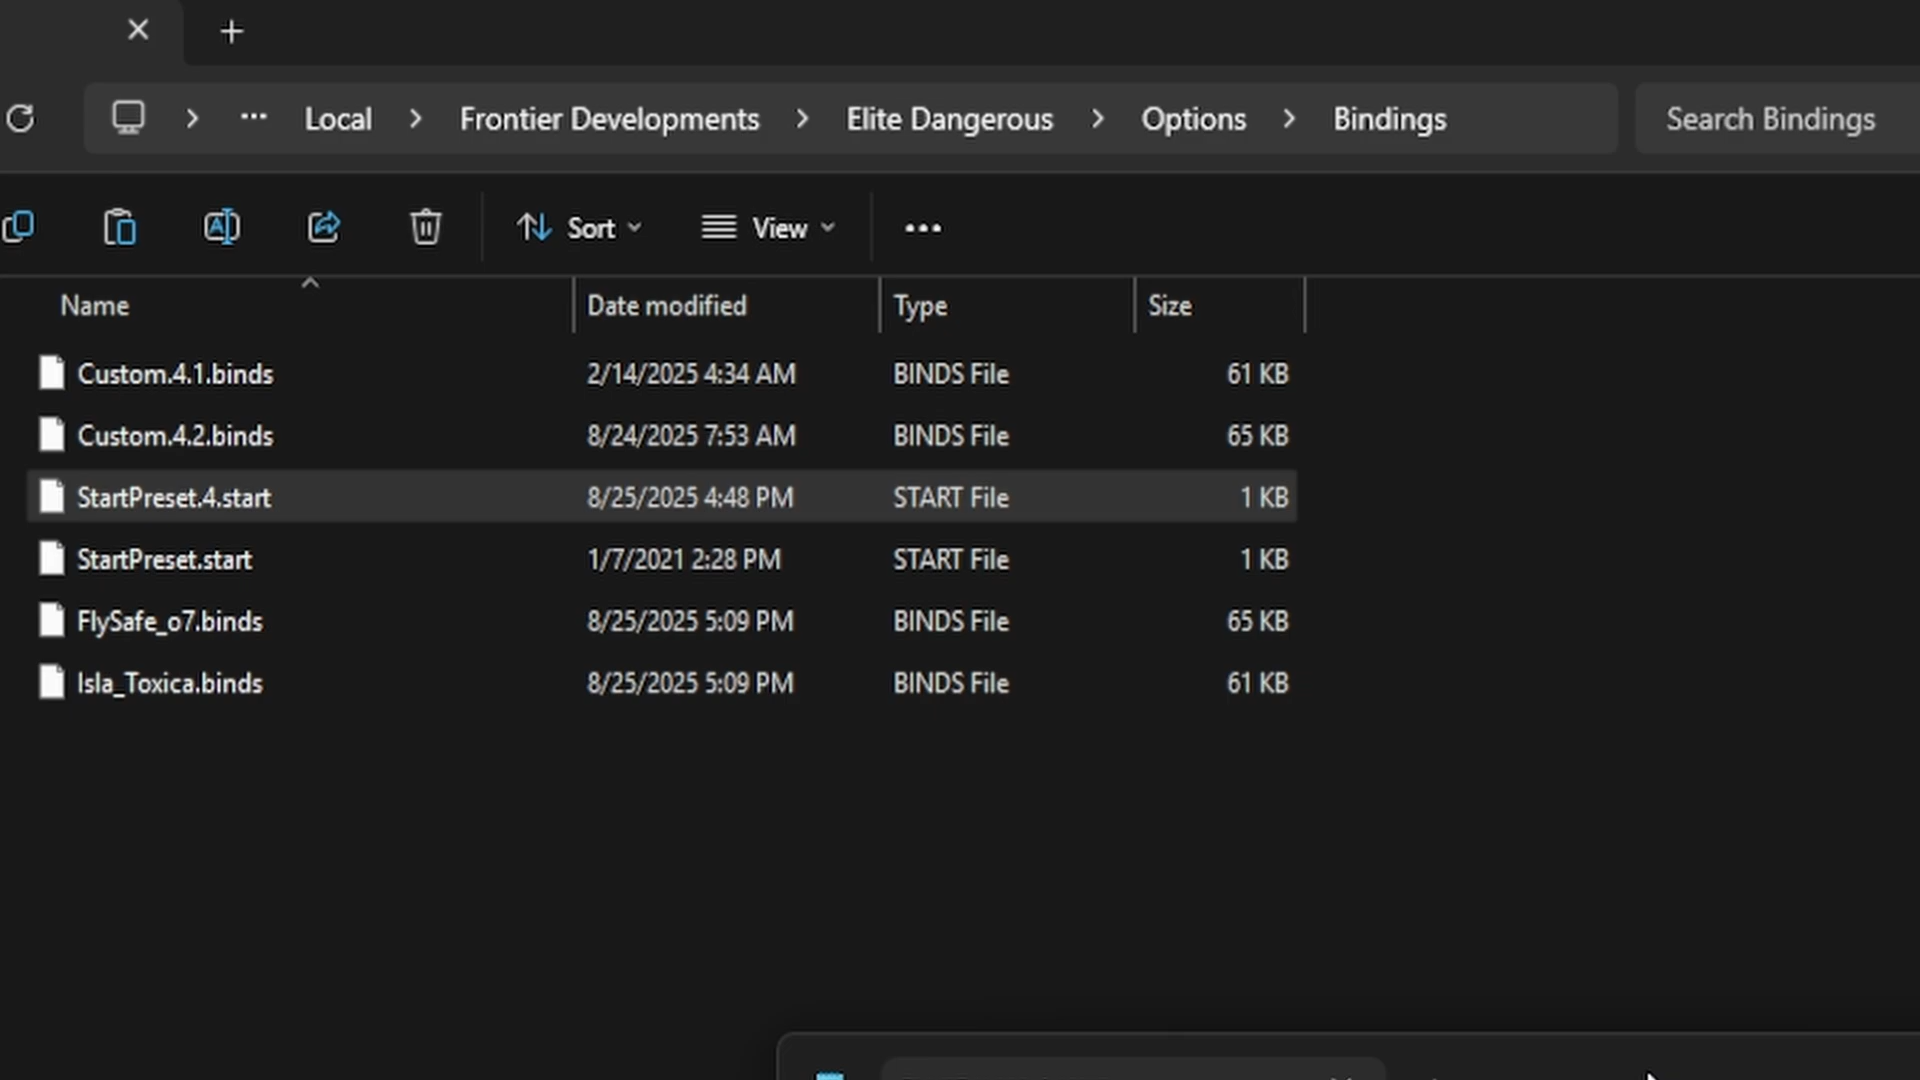 Local > Frontier Developments > Elite Dangerous > Options > Bindings
Search Bindings
Sort
View
Name Date modified Type Size
Custom.4.1.binds 2/14/2025 4:34 AM BINDS File 61 KB
Custom.4.2.binds 8/24/2025 7:53 AM BINDS File 65 KB
StartPreset.4.start 8/25/2025 4:48 PM START File 1 KB
StartPreset.start 1/7/2021 2:28 PM START File 1 KB
FlySafe_o7.binds 8/25/2025 5:09 PM BINDS File 65 KB
Isla_Toxica.binds 8/25/2025 5:09 PM BINDS File 61 KB